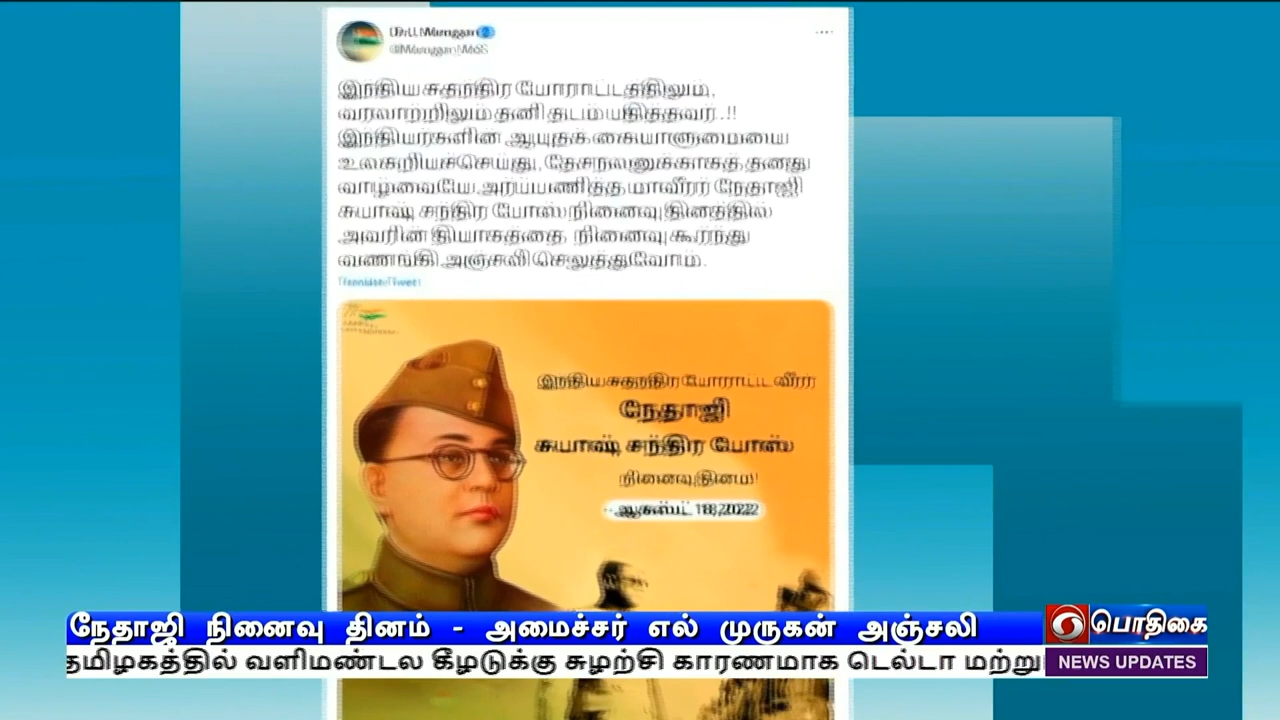 Dr.L Murugan
@Murugan_MoS
இந்திய சுதந்திர போராட்டத்திலும்,
வரலாற்றிலும் தனி தடம் பதித்தவர்..!!
இந்தியர்களின் ஆயுதக் கையாளுமையை
உலகறியச்செய்து, தேசநலனுக்காகத் தனது
வாழ்வையே அர்ப்பணித்த மாவீரர் நேதாஜி
சுபாஷ் சந்திர போஸ் நினைவு தினத்தில்
அவரின் தியாகத்தை நினைவு கூர்ந்து
வணங்கி அஞ்சலி செலுத்துவோம்.
Translate Tweet
இந்திய சுதந்திர போராட்ட வீரர்
நேதாஜி
சுபாஷ் சந்திர போஸ்
நினைவு தினம்!
ஆகஸ்ட் 18, 2022
நேதாஜி நினைவு தினம் - அமைச்சர் எல் முருகன் அஞ்சலி
பொதிகை
தமிழகத்தில் வளிமண்டல கீழடுக்கு சுழற்சி காரணமாக டெல்டா மற்று
NEWS UPDATES